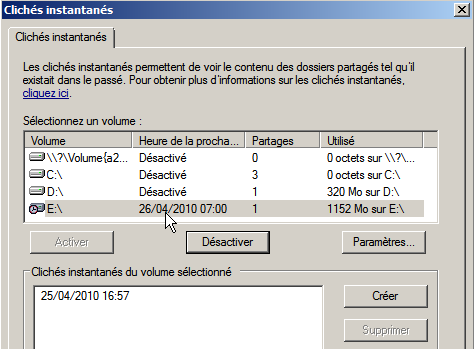 Clichés instantanés
Clichés instantanés
Les clichés instantanés permettent de voir le contenu des dossiers partagés tel qu'il
existait dans le passé. Pour obtenir plus d'informations sur les clichés instantanés,
cliquez ici.
Sélectionnez un volume :
Volume Heure de la procha... Partages Utilisé
\\?\Volume{a2... Désactivé 0 0 octets sur \\?\...
C:\ Désactivé 3 0 octets sur C:\
D:\ Désactivé 1 320 Mo sur D:\
E:\ 26/04/2010 07:00 1 1152 Mo sur E:\
Activer Désactiver Paramètres...
Clichés instantanés du volume sélectionné
25/04/2010 16:57
Créer
Supprimer